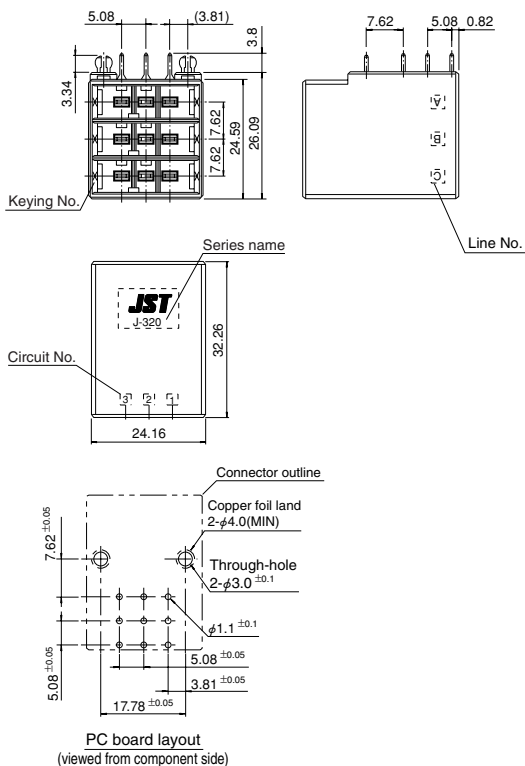 5.08
(3.81)
3.8
3.34
7.62
7.62
24.59
26.09
Keying No.
7.62
5.08
0.82
A
B
C
Line No.
Series name
JST
J-320
Circuit No.
3
2
1
32.26
24.16
Connector outline
Copper foil land
2-ϕ4.0(MIN)
Through-hole
2-ϕ3.0 ±0.1
ϕ1.1 ±0.1
7.62 ±0.05
5.08 ±0.05
5.08 ±0.05
3.81 ±0.05
17.78 ±0.05
PC board layout
(viewed from component side)